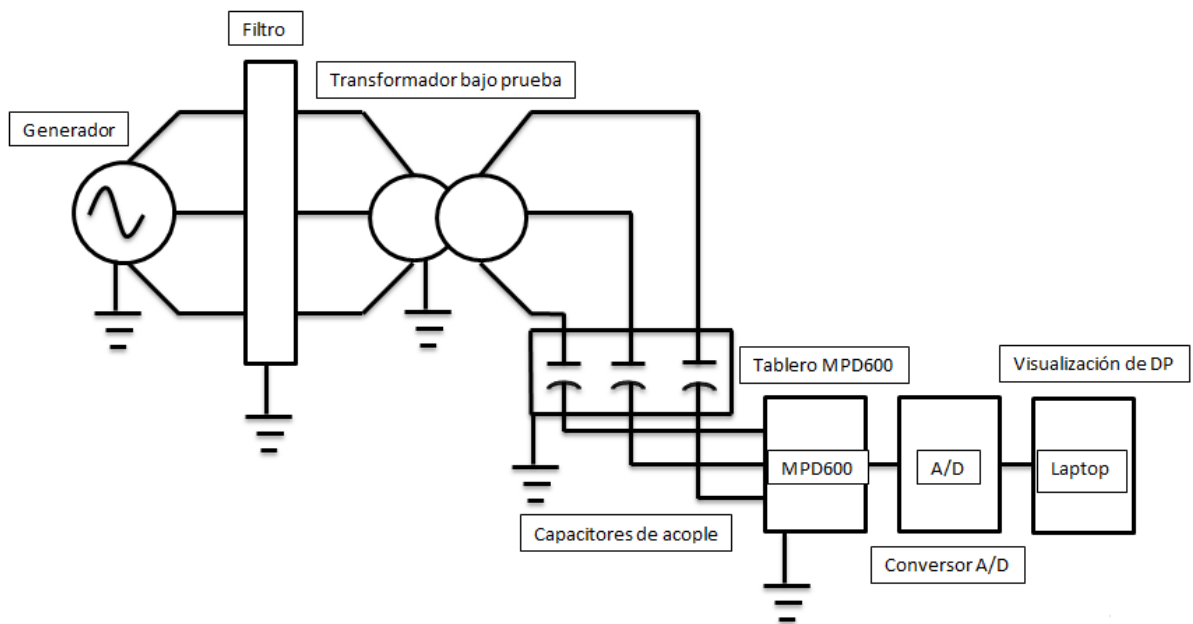 Filtro
Transformador bajo prueba
Generador
Tablero MPD600
Visualización de DP
MPD600
A/D
Laptop
Capacitores de acople
Conversor A/D